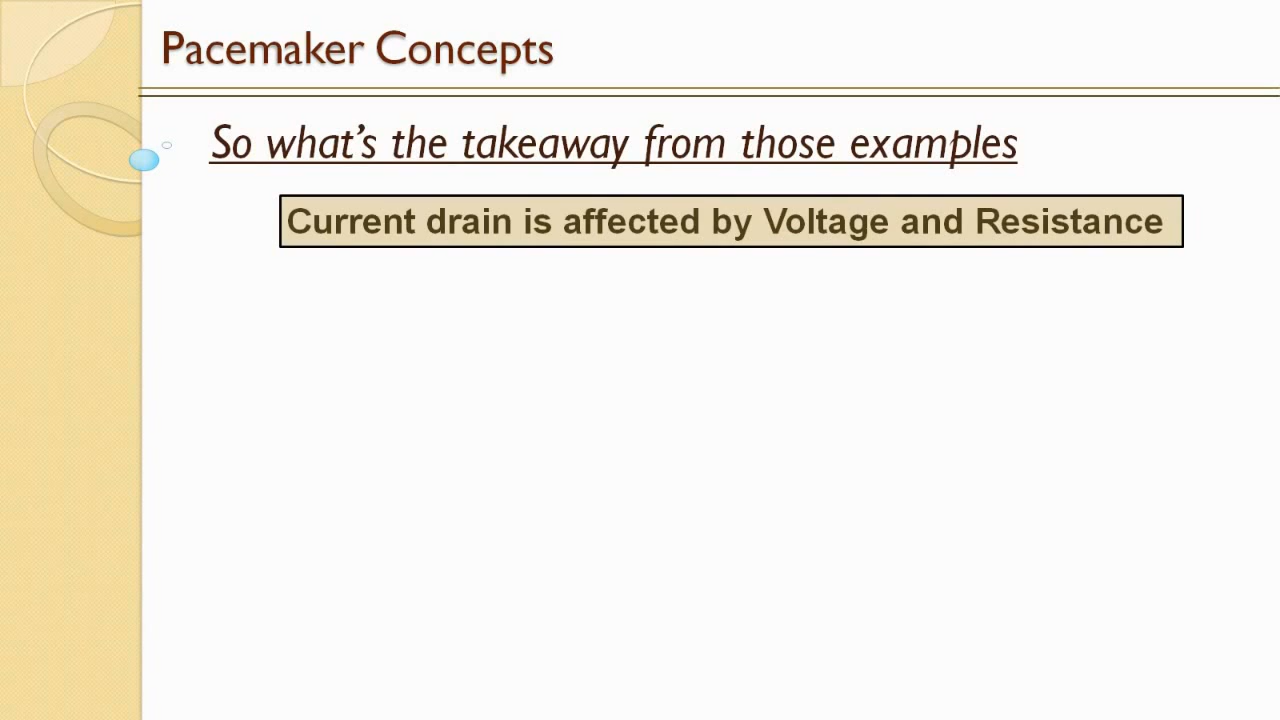 Pacemaker Concepts
So what’s the takeaway from those examples
Current drain is affected by Voltage and Resistance